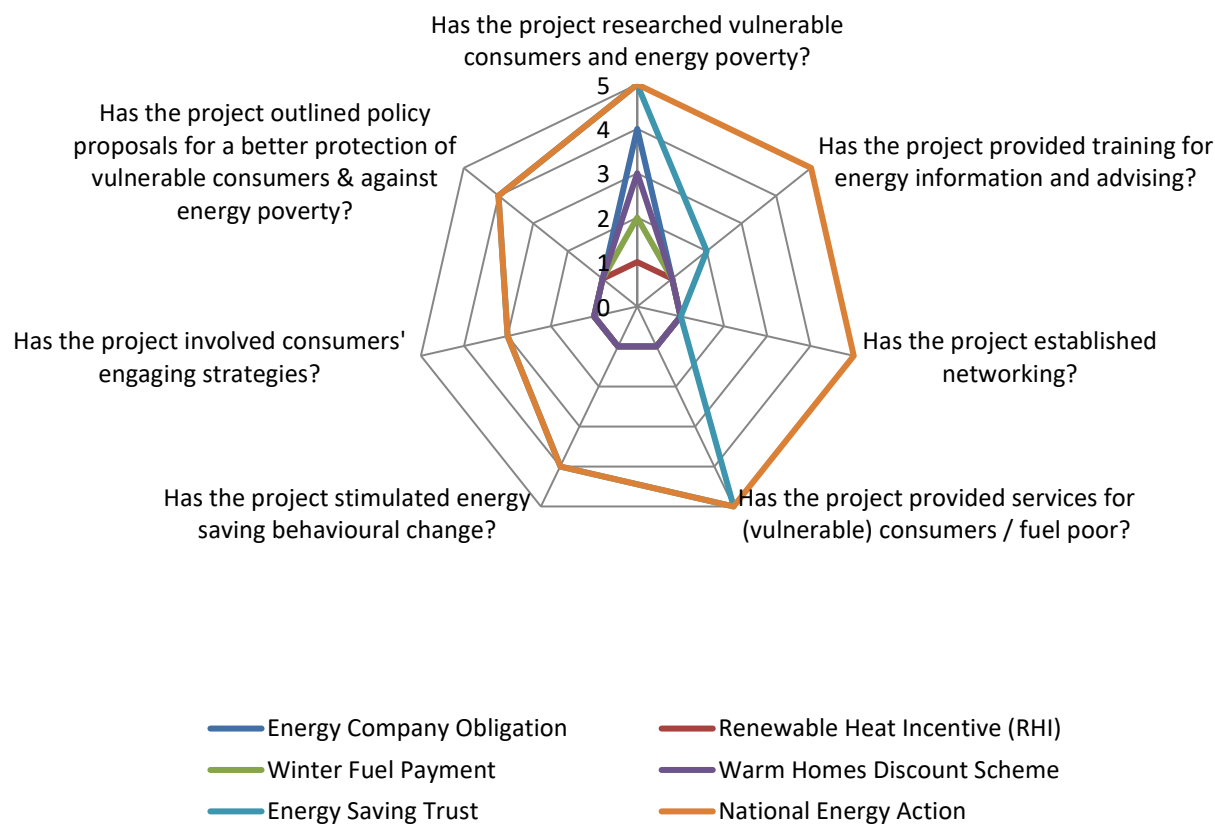 Has the project researched vulnerable
consumers and energy poverty?
5
4
3
2
1
0
Has the project provided training for
energy information and advising?
Has the project established
networking?
Has the project provided services for
(vulnerable) consumers / fuel poor?
Has the project stimulated energy
saving behavioural change?
Has the project involved consumers'
engaging strategies?
Has the project outlined policy
proposals for a better protection of
vulnerable consumers & against
energy poverty?
Energy Company Obligation
Renewable Heat Incentive (RHI)
Winter Fuel Payment
Warm Homes Discount Scheme
Energy Saving Trust
National Energy Action